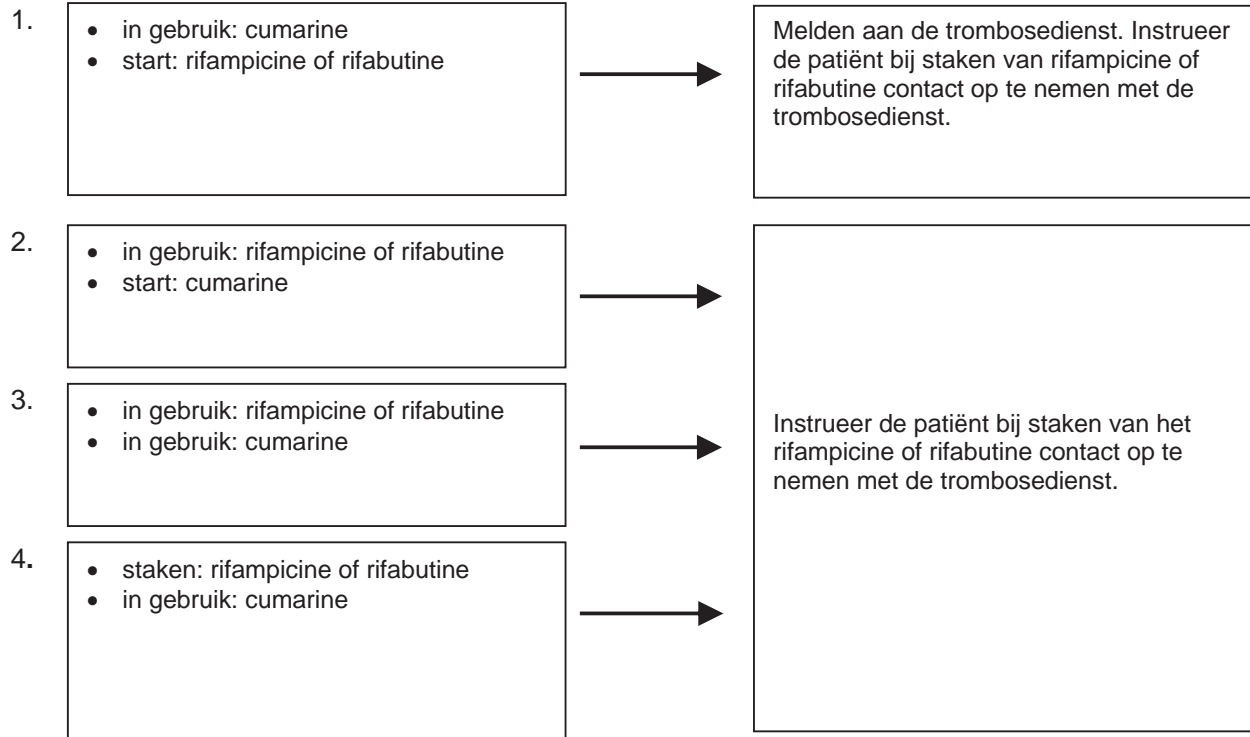 1.
• in gebruik: cumarine
• start: rifampicine of rifabutine
Melden aan de trombosedienst. Instrueer
de patiënt bij staken van rifampicine of
rifabutine contact op te nemen met de
trombosedienst.
2.
• in gebruik: rifampicine of rifabutine
• start: cumarine
3.
• in gebruik: rifampicine of rifabutine
• in gebruik: cumarine
4.
• staken: rifampicine of rifabutine
• in gebruik: cumarine
Instrueer de patiënt bij staken van het
rifampicine of rifabutine contact op te
nemen met de trombosedienst.